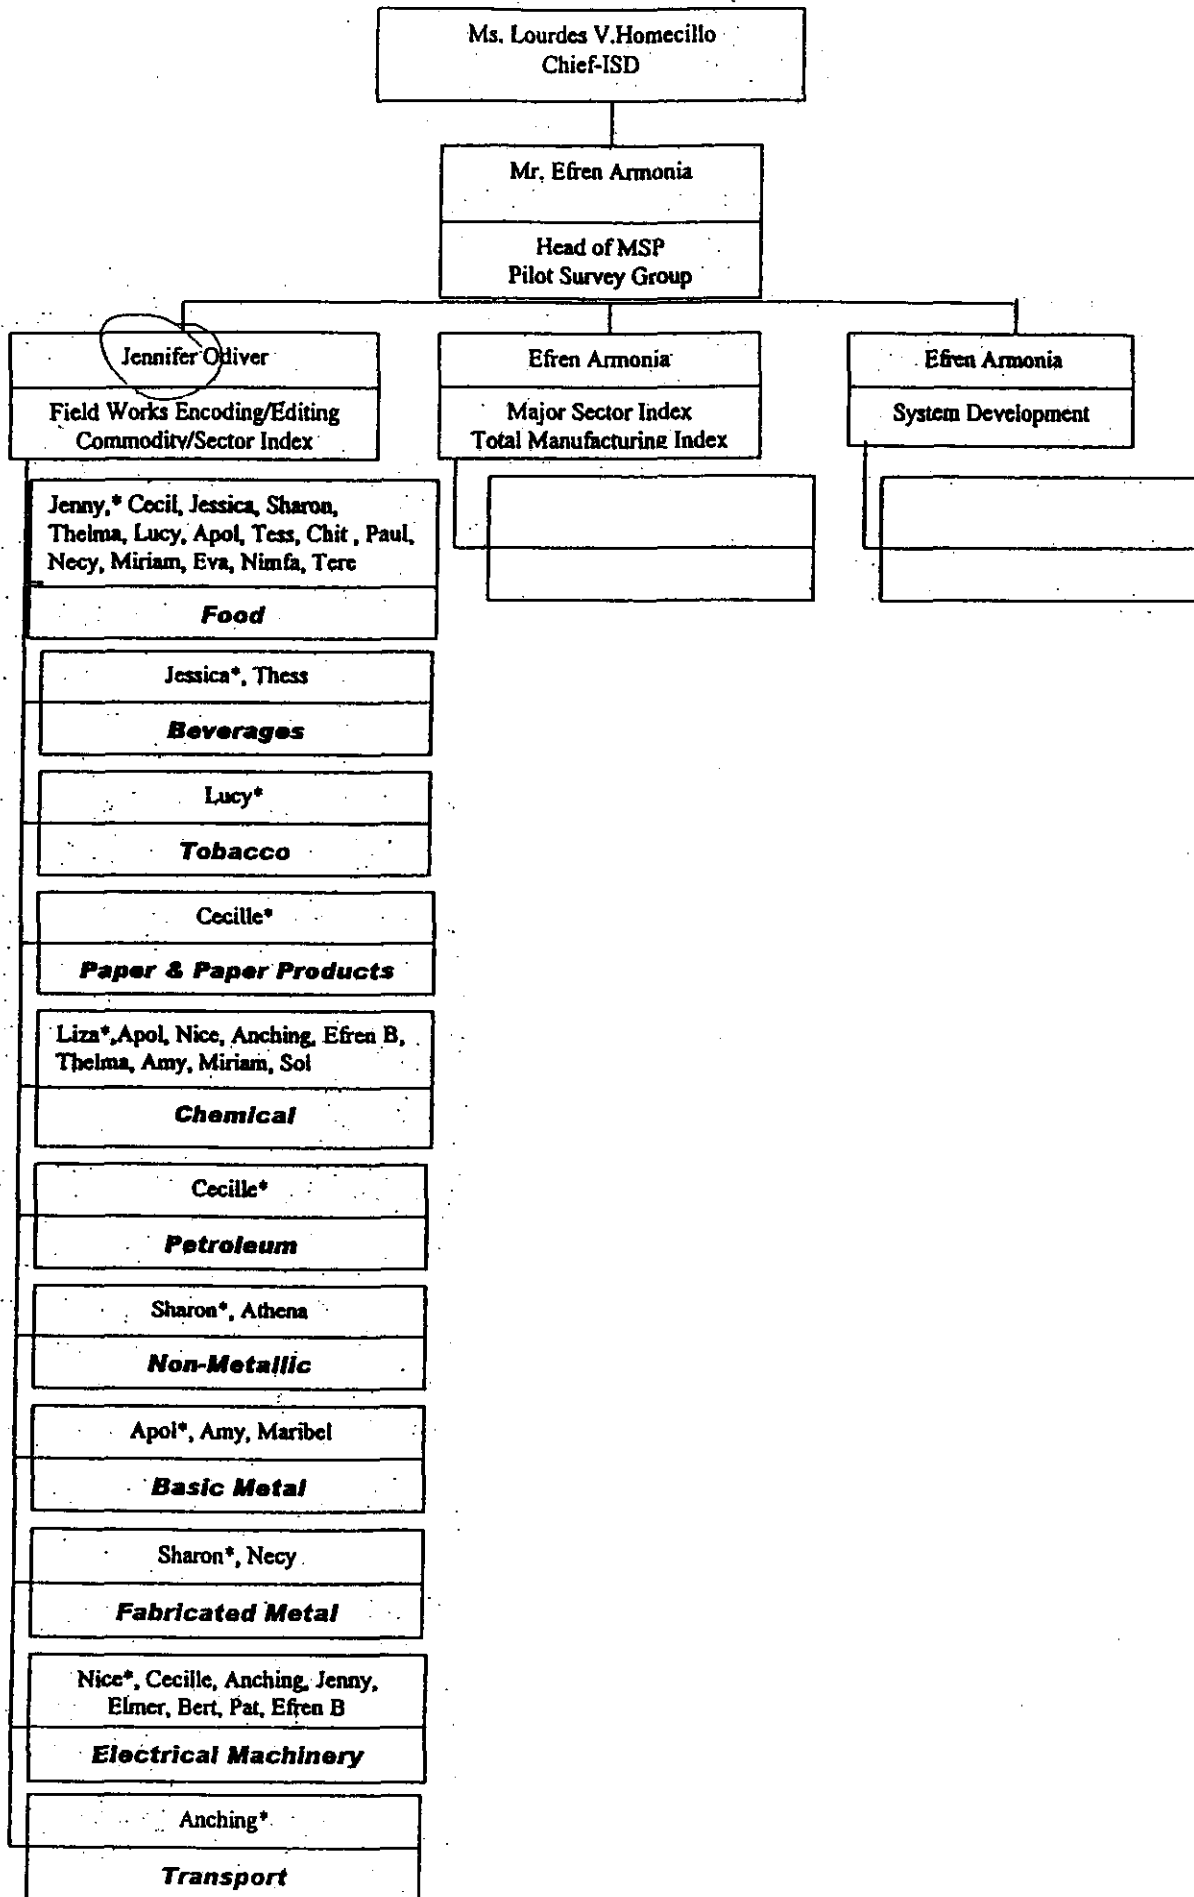 Ms. Lourdes V.Homecillo
Chief-ISD
Mr. Efren Armonia
Head of MSP
Pilot Survey Group
Jennifer Odiver
Field Works Encoding/Editing
Commodity/Sector Index
Efren Armonia
Major Sector Index
Total Manufacturing Index
Efren Armonia
System Development
Jenny,* Cecil, Jessica, Sharon,
Thelma, Lucy, Apol, Tess, Chit , Paul,
Necy, Miriam, Eva, Nimfa, Tere
Food
Jessica*, Thess
Beverages
Lucy*
Tobacco
Cecille*
Paper & Paper Products
Liza*,Apol, Nice, Anching, Efren B,
Thelma, Amy, Miriam, Sol
Chemical
Cecille*
Petroleum
Sharon*, Athena
Non-Metallic
Apol*, Amy, Maribel
Basic Metal
Sharon*, Necy
Fabricated Metal
Nice*, Cecille, Anching, Jenny,
Elmer, Bert, Pat, Efren B
Electrical Machinery
Anching*
Transport